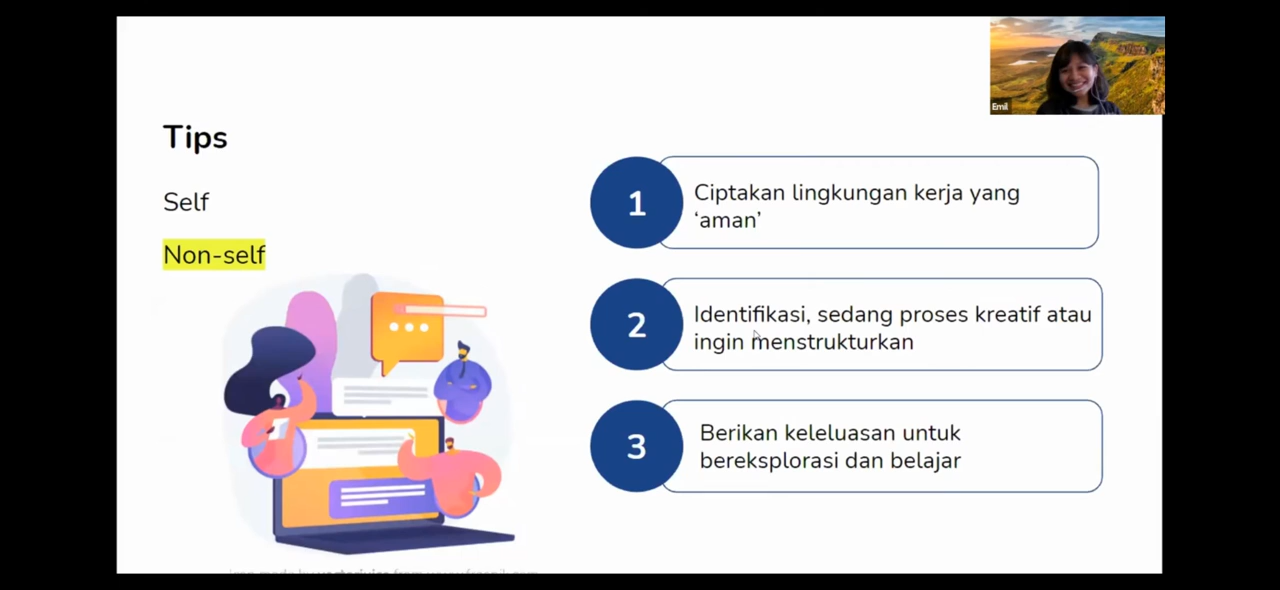 Emil
Tips
Self
Non-self
1
Ciptakan lingkungan kerja yang
‘aman’
2
Identifikasi, sedang proses kreatif atau
ingin menstrukturkan
3
Berikan keleluasan untuk
bereksplorasi dan belajar